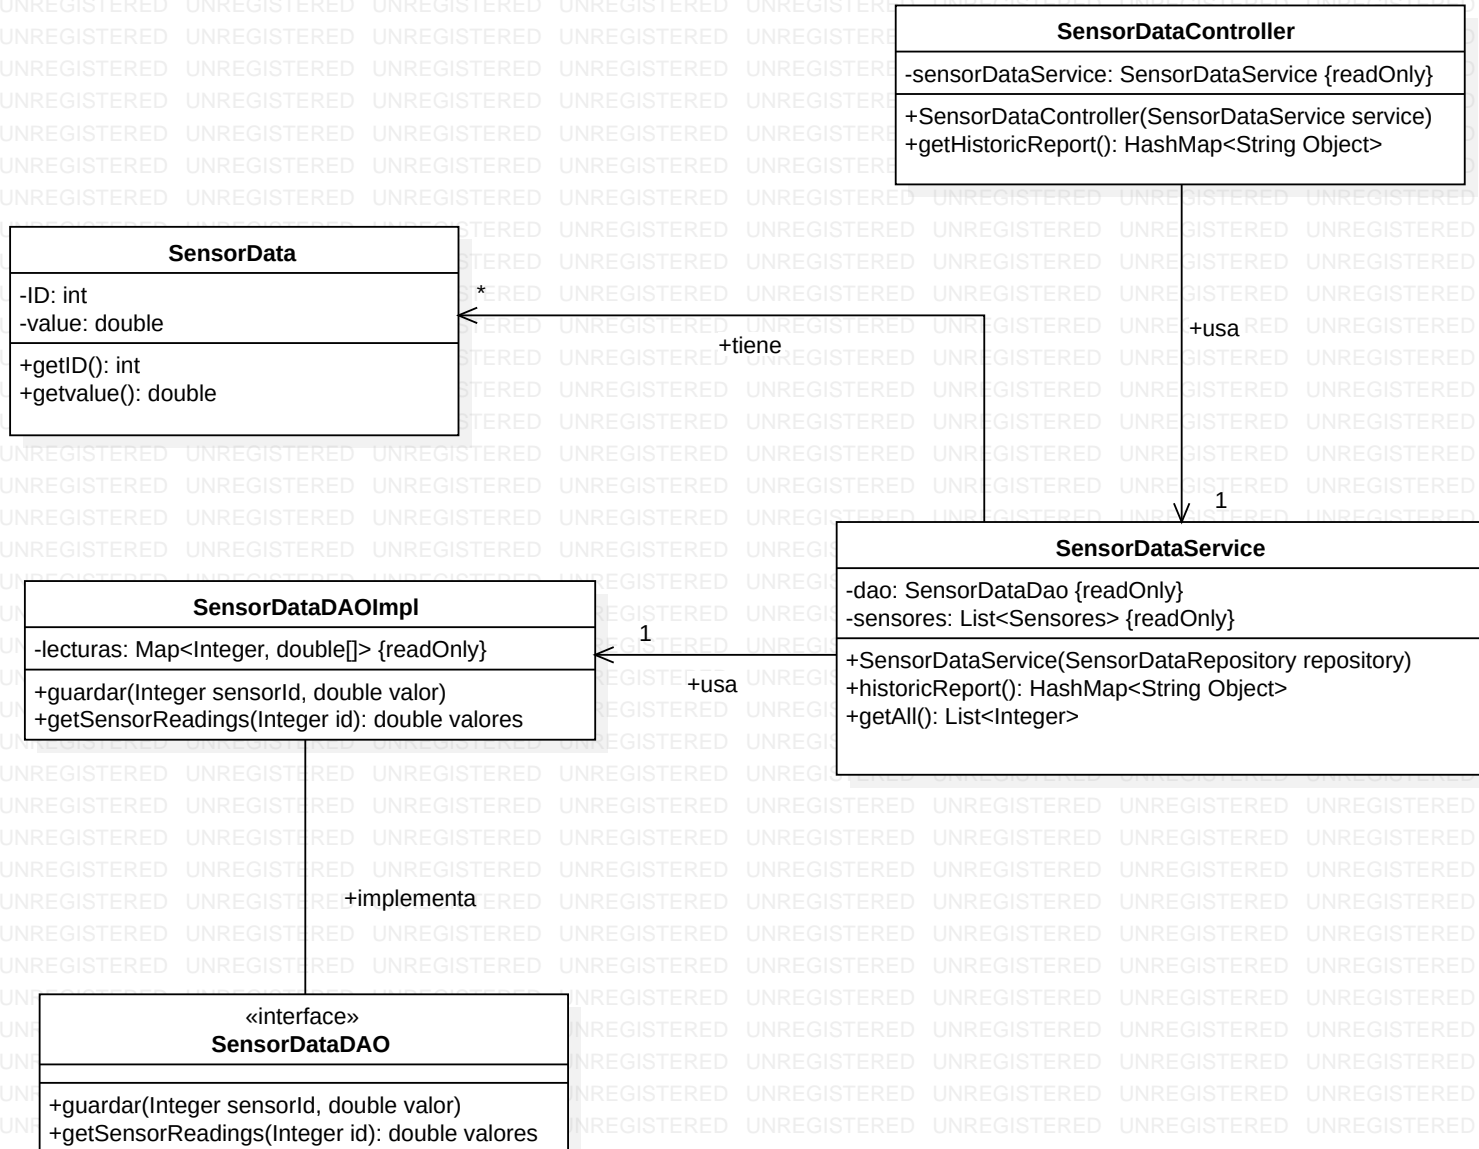 SensorDataController
-sensorDataService: SensorDataService {readOnly}
+SensorDataController(SensorDataService service)
+getHistoricReport(): HashMap<String Object>
SensorData
-ID: int
-value: double
+getID(): int
+getvalue(): double
*
+tiene
+usa
1
SensorDataService
-dao: SensorDataDao {readOnly}
-sensores: List<Sensores> {readOnly}
+SensorDataService(SensorDataRepository repository)
+historicReport(): HashMap<String Object>
+getAll(): List<Integer>
SensorDataDAOImpl
-lecturas: Map<Integer, double[]> {readOnly}
+guardar(Integer sensorId, double valor)
+getSensorReadings(Integer id): double valores
1
+usa
+implementa
«interface»
SensorDataDAO
+guardar(Integer sensorId, double valor)
+getSensorReadings(Integer id): double valores
UNREGISTERED